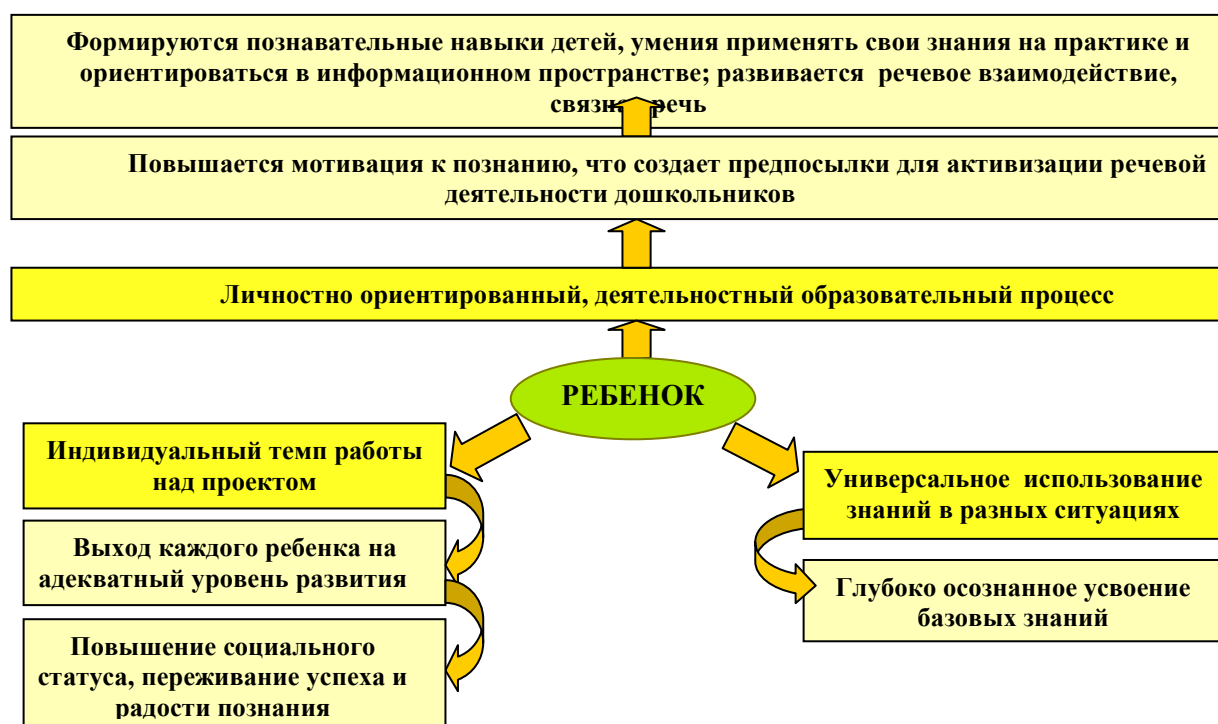 Формируются познавательные навыки детей, умения применять свои знания на практике и
ориентироваться в информационном пространстве; развивается речевое взаимодействие,
связная речь
Повышается мотивация к познанию, что создает предпосылки для активизации речевой
деятельности дошкольников
Личностно ориентированный, деятельностный образовательный процесс
РЕБЕНОК
Индивидуальный темп работы
над проектом
Выход каждого ребенка на
адекватный уровень развития
Повышение социального
статуса, переживание успеха и
радости познания
Универсальное использование
знаний в разных ситуациях
Глубоко осознанное усвоение
базовых знаний